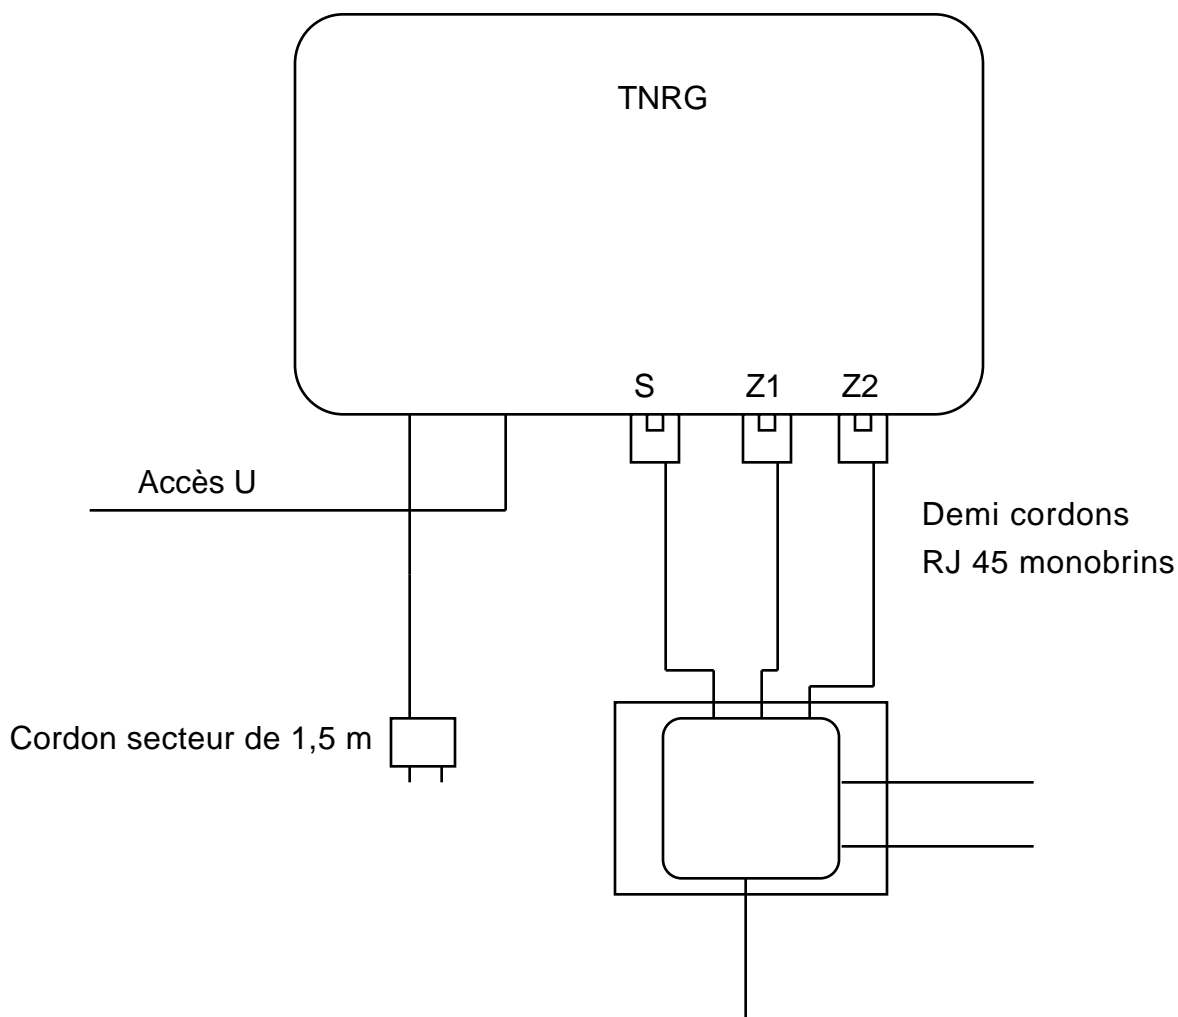 TNRG
S Z1 Z2
Accès U
Demi cordons
RJ 45 monobrins
Cordon secteur de 1,5 m